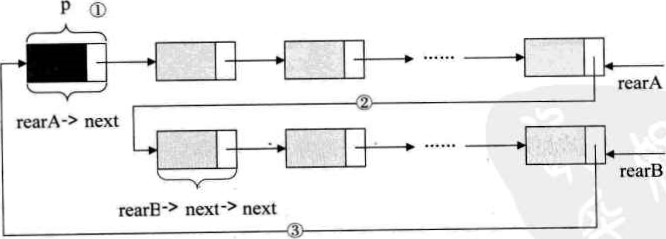 p ①
……
rearA
rearA-> next
②
……
rearB
rearB-> next-> next
③